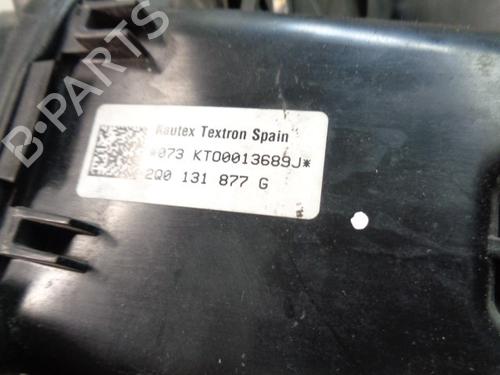 B-PARTS
Kautex Textron Spain
*073 KT00013689J*
2Q0 131 877 G